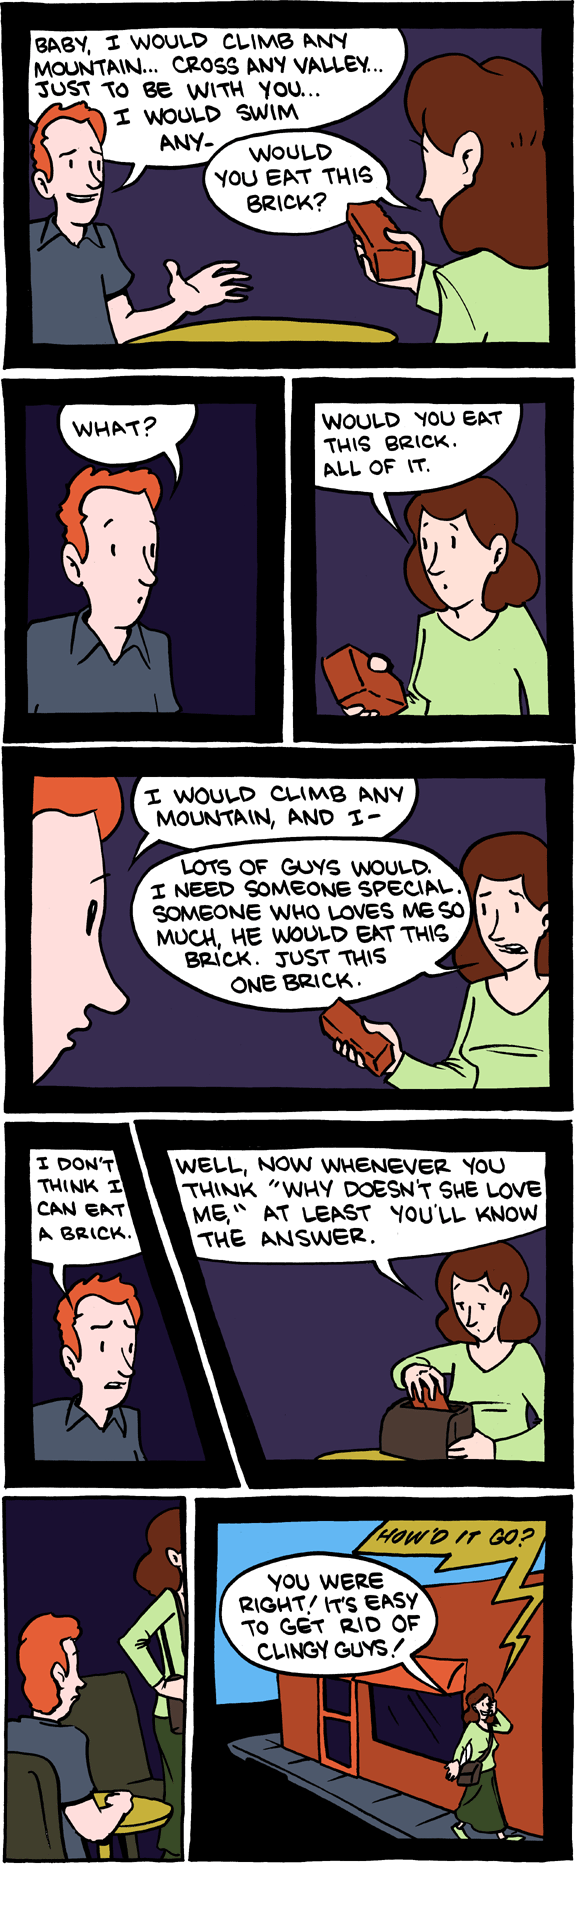 BABY, I WOULD CLIMB ANY
MOUNTAIN... CROSS ANY VALLEY...
JUST TO BE WITH YOU...
I WOULD SWIM
ANY-
WOULD
YOU EAT THIS
BRICK?
WHAT?
WOULD YOU EAT
THIS BRICK.
ALL OF IT.
I WOULD CLIMB ANY
MOUNTAIN, AND I-
LOTS OF GUYS WOULD.
I NEED SOMEONE SPECIAL.
SOMEONE WHO LOVES ME SO
MUCH, HE WOULD EAT THIS
BRICK. JUST THIS
ONE BRICK.
I DON'T
THINK I
CAN EAT
A BRICK.
WELL, NOW WHENEVER YOU
THINK "WHY DOESN'T SHE LOVE
ME," AT LEAST YOU'LL KNOW
THE ANSWER.
HOW'D IT GO?
YOU WERE
RIGHT! IT'S EASY
TO GET RID OF
CLINGY GUYS!